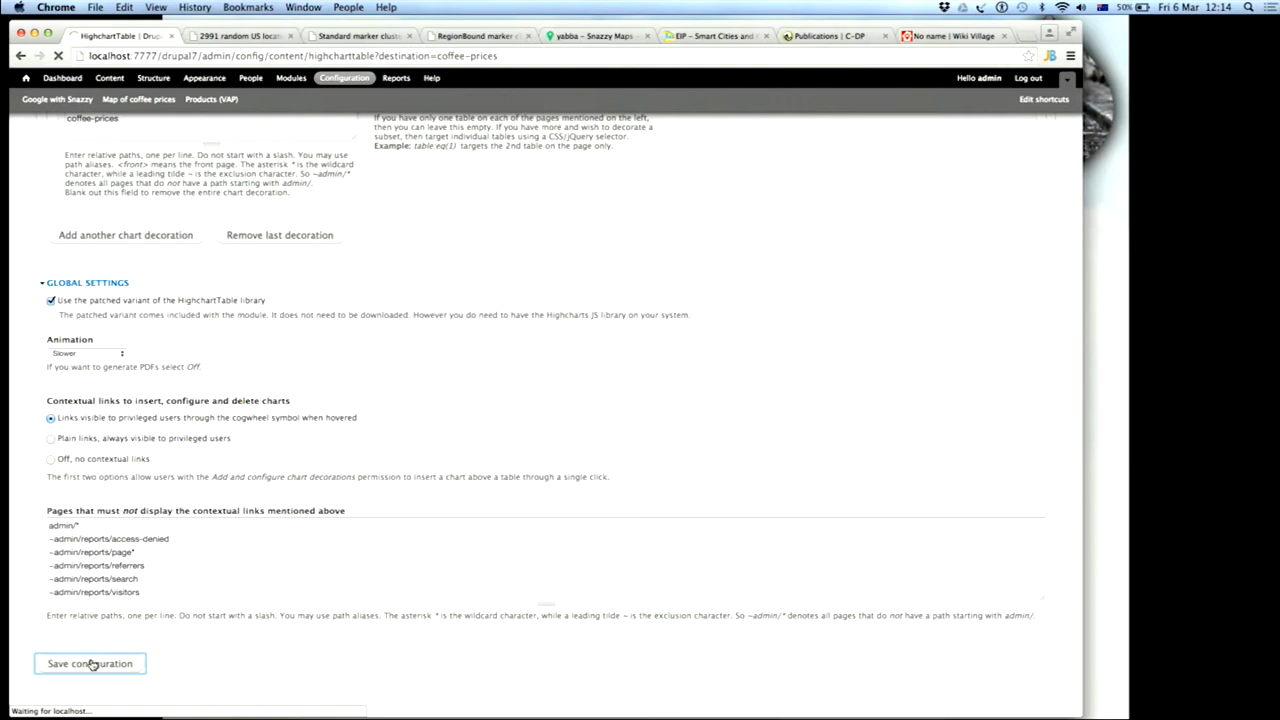 Chrome File Edit View History Bookmarks Window People Help 50% Fri 6 Mar 12:14
HighchartTable | Drup 2991 random US locat Standard marker cluste RegionBound marker c yabba – Snazzy Maps EIP – Smart Cities and Publications | C-DP No name | Wiki Village
localhost:7777/drupal7/admin/config/content/highcharttable?destination=coffee-prices
Dashboard Content Structure Appearance People Modules Configuration Reports Help Hello admin Log out
Google with Snazzy Map of coffee prices Products (VAP) Edit shortcuts
coffee-prices
If you have only one table on each of the pages mentioned on the left,
then you can leave this empty. If you have more and wish to decorate a
subset, then target individual tables using a CSS/jQuery selector.
Example: table eq(1) targets the 2nd table on the page only.
Enter relative paths, one per line. Do not start with a slash. You may use
path aliases. <front> means the front page. The asterisk * is the wildcard
character, while a leading tilde ~ is the exclusion character. So ~admin/*
denotes all pages that do not have a path starting with admin/.
Blank out this field to remove the entire chart decoration.
Add another chart decoration Remove last decoration
GLOBAL SETTINGS
Use the patched variant of the HighchartTable library
The patched variant comes included with the module. It does not need to be downloaded. However you do need to have the Highcharts JS library on your system.
Animation
Slower
If you want to generate PDFs select Off.
Contextual links to insert, configure and delete charts
Links visible to privileged users through the cogwheel symbol when hovered
Plain links, always visible to privileged users
Off, no contextual links
The first two options allow users with the Add and configure chart decorations permission to insert a chart above a table through a single click.
Pages that must not display the contextual links mentioned above
admin/*
~admin/reports/access-denied
~admin/reports/page*
~admin/reports/referrers
~admin/reports/search
~admin/reports/visitors
Enter relative paths, one per line. Do not start with a slash. You may use path aliases. The asterisk * is the wildcard character, while a leading tilde ~ is the exclusion character. So ~admin/* denotes all pages that do not have a path starting with admin/.
Save configuration
Waiting for localhost...